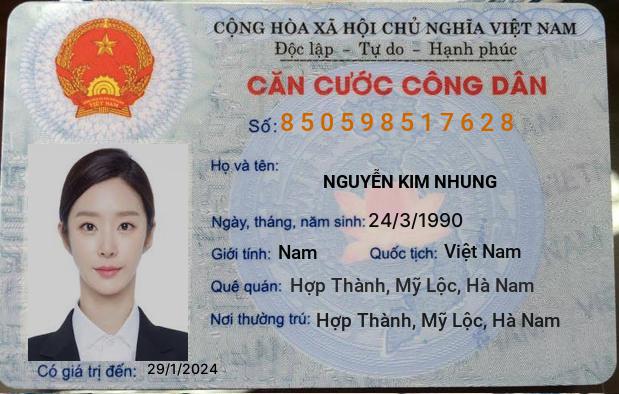 CỘNG HÒA XÃ HỘI CHỦ NGHĨA VIỆT NAM
Độc lập - Tự do - Hạnh phúc
CĂN CƯỚC CÔNG DÂN
Số: 850598517628
Họ và tên:
NGUYỄN KIM NHUNG
Ngày, tháng, năm sinh: 24/3/1990
Giới tính: Nam Quốc tịch: Việt Nam
Quê quán: Hợp Thành, Mỹ Lộc, Hà Nam
Nơi thường trú: Hợp Thành, Mỹ Lộc, Hà Nam
Có giá trị đến: 29/1/2024
VIỆT NAM